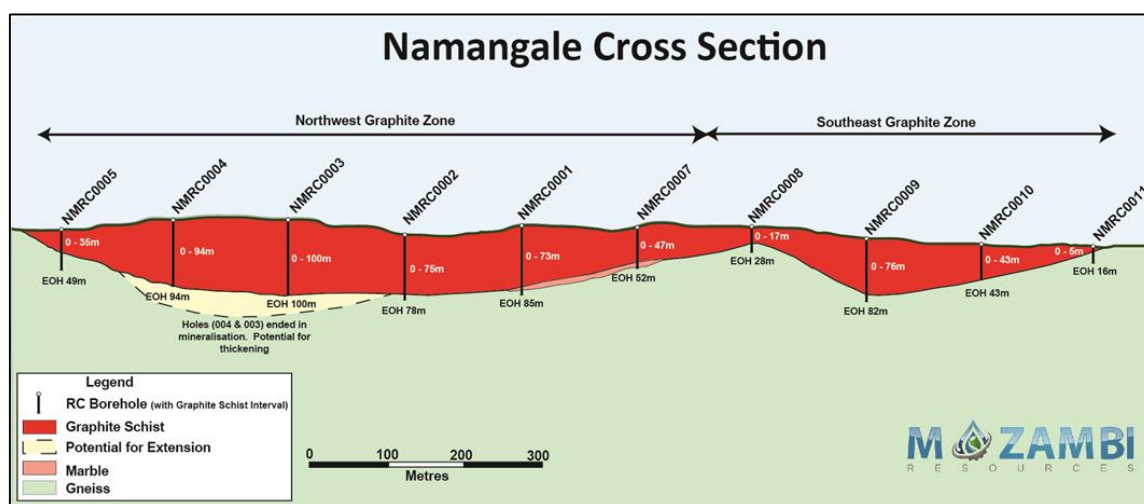 Namangale Cross Section
Northwest Graphite Zone
Southeast Graphite Zone
NMRC0005
NMRC0004
NMRC0003
NMRC0002
NMRC0001
NMRC0007
NMRC0008
NMRC0009
NMRC0010
NMRC0011
0 - 35m
0 - 94m
0 - 100m
0 - 75m
0 - 73m
0 - 47m
0 - 17m
0 - 76m
0 - 43m
0 - 5m
EOH 49m
EOH 94m
EOH 100m
EOH 78m
EOH 85m
EOH 52m
EOH 28m
EOH 82m
EOH 43m
EOH 16m
Holes (004 & 003) ended in
mineralisation. Potential for
thickening
Legend
RC Borehole (with Graphite Schist Interval)
Graphite Schist
Potential for Extension
Marble
Gneiss
0 100 200 300
Metres
MOZAMBI
RESOURCES